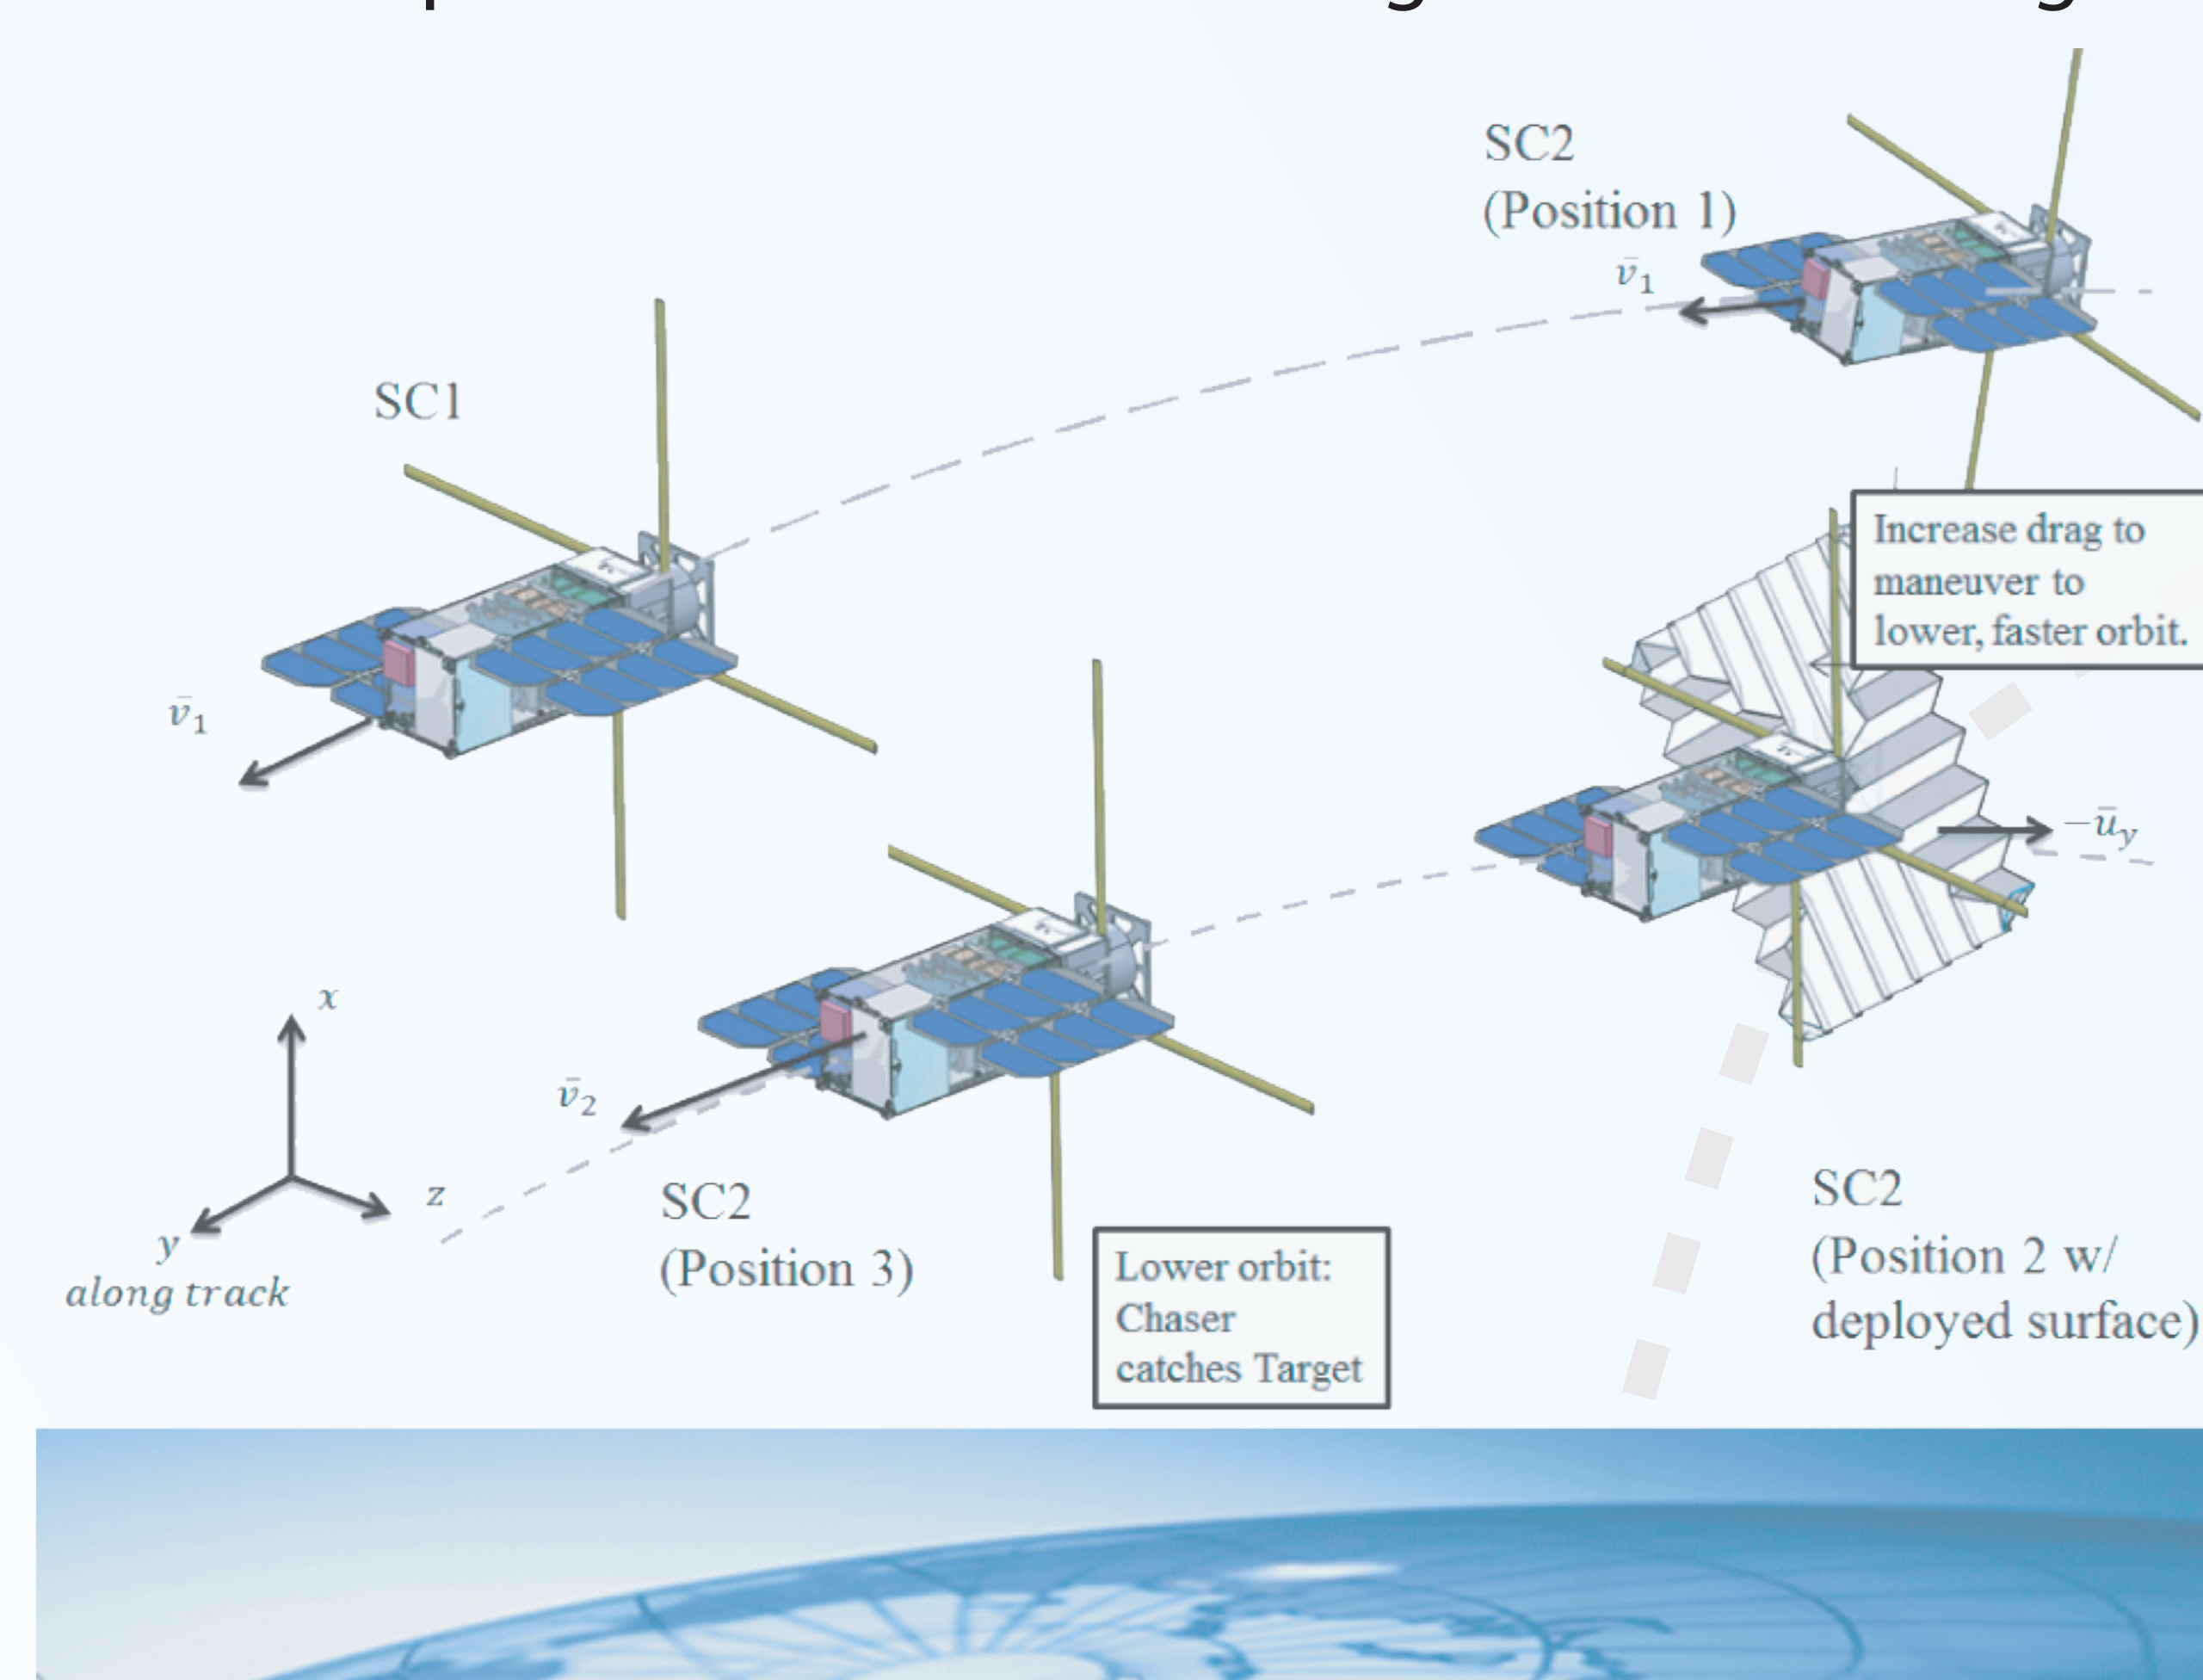 SC2
(Position 1)
v̄₁
SC1
Increase drag to
maneuver to
lower, faster orbit.
v̄₁
−ūy
x
v̄₂
z
SC2
(Position 3)
y
along track
Lower orbit:
Chaser
catches Target
SC2
(Position 2 w/
deployed surface)